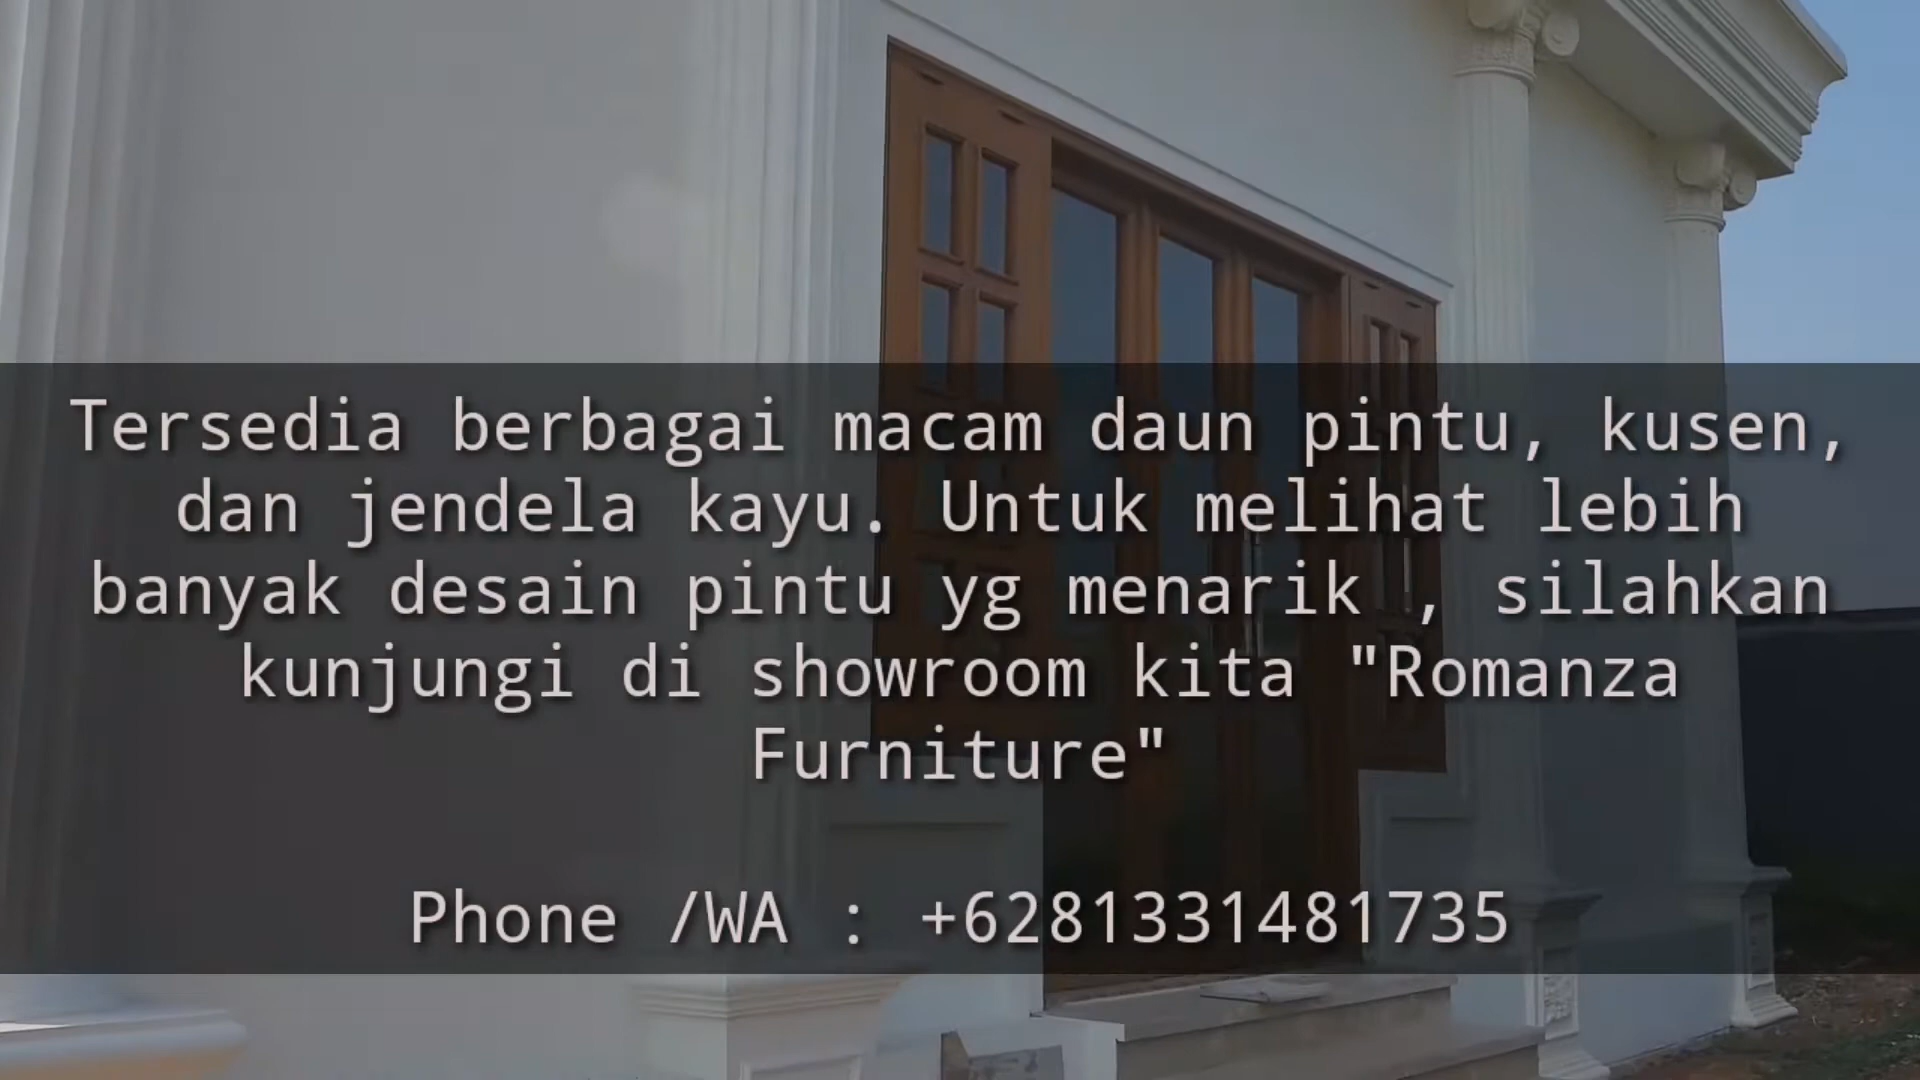 Tersedia berbagai macam daun pintu, kusen,
dan jendela kayu. Untuk melihat lebih
banyak desain pintu yg menarik , silahkan
kunjungi di showroom kita "Romanza
Furniture"
Phone /WA : +6281331481735